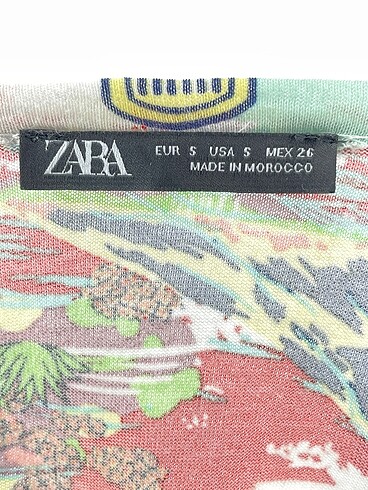 ZARA
EUR S USA S MEX 26
MADE IN MOROCCO